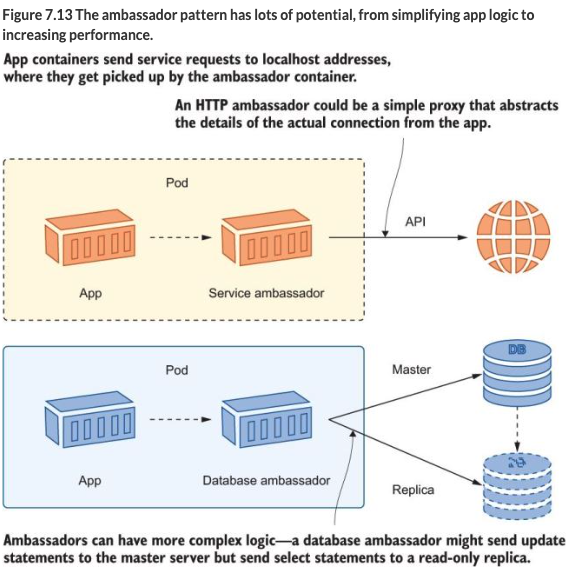 Figure 7.13 The ambassador pattern has lots of potential, from simplifying app logic to
increasing performance.
App containers send service requests to localhost addresses,
where they get picked up by the ambassador container.
An HTTP ambassador could be a simple proxy that abstracts
the details of the actual connection from the app.
Pod
API
App
Service ambassador
Pod
Master
DB
App
Database ambassador
Replica
Ambassadors can have more complex logic—a database ambassador might send update
statements to the master server but send select statements to a read-only replica.